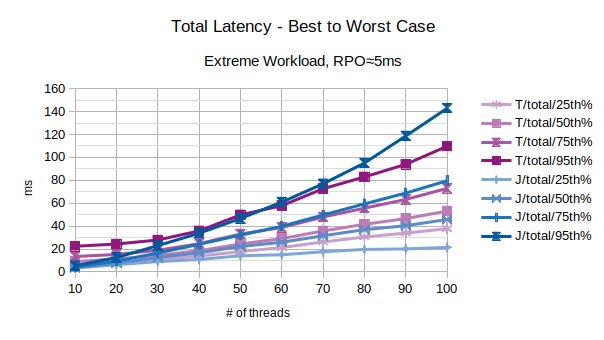 Total Latency - Best to Worst Case
Extreme Workload, RPO≈5ms
160
140
120
100
80
60
40
20
0
ms
10 20 30 40 50 60 70 80 90 100
# of threads
T/total/25th%
T/total/50th%
T/total/75th%
T/total/95th%
J/total/25th%
J/total/50th%
J/total/75th%
J/total/95th%